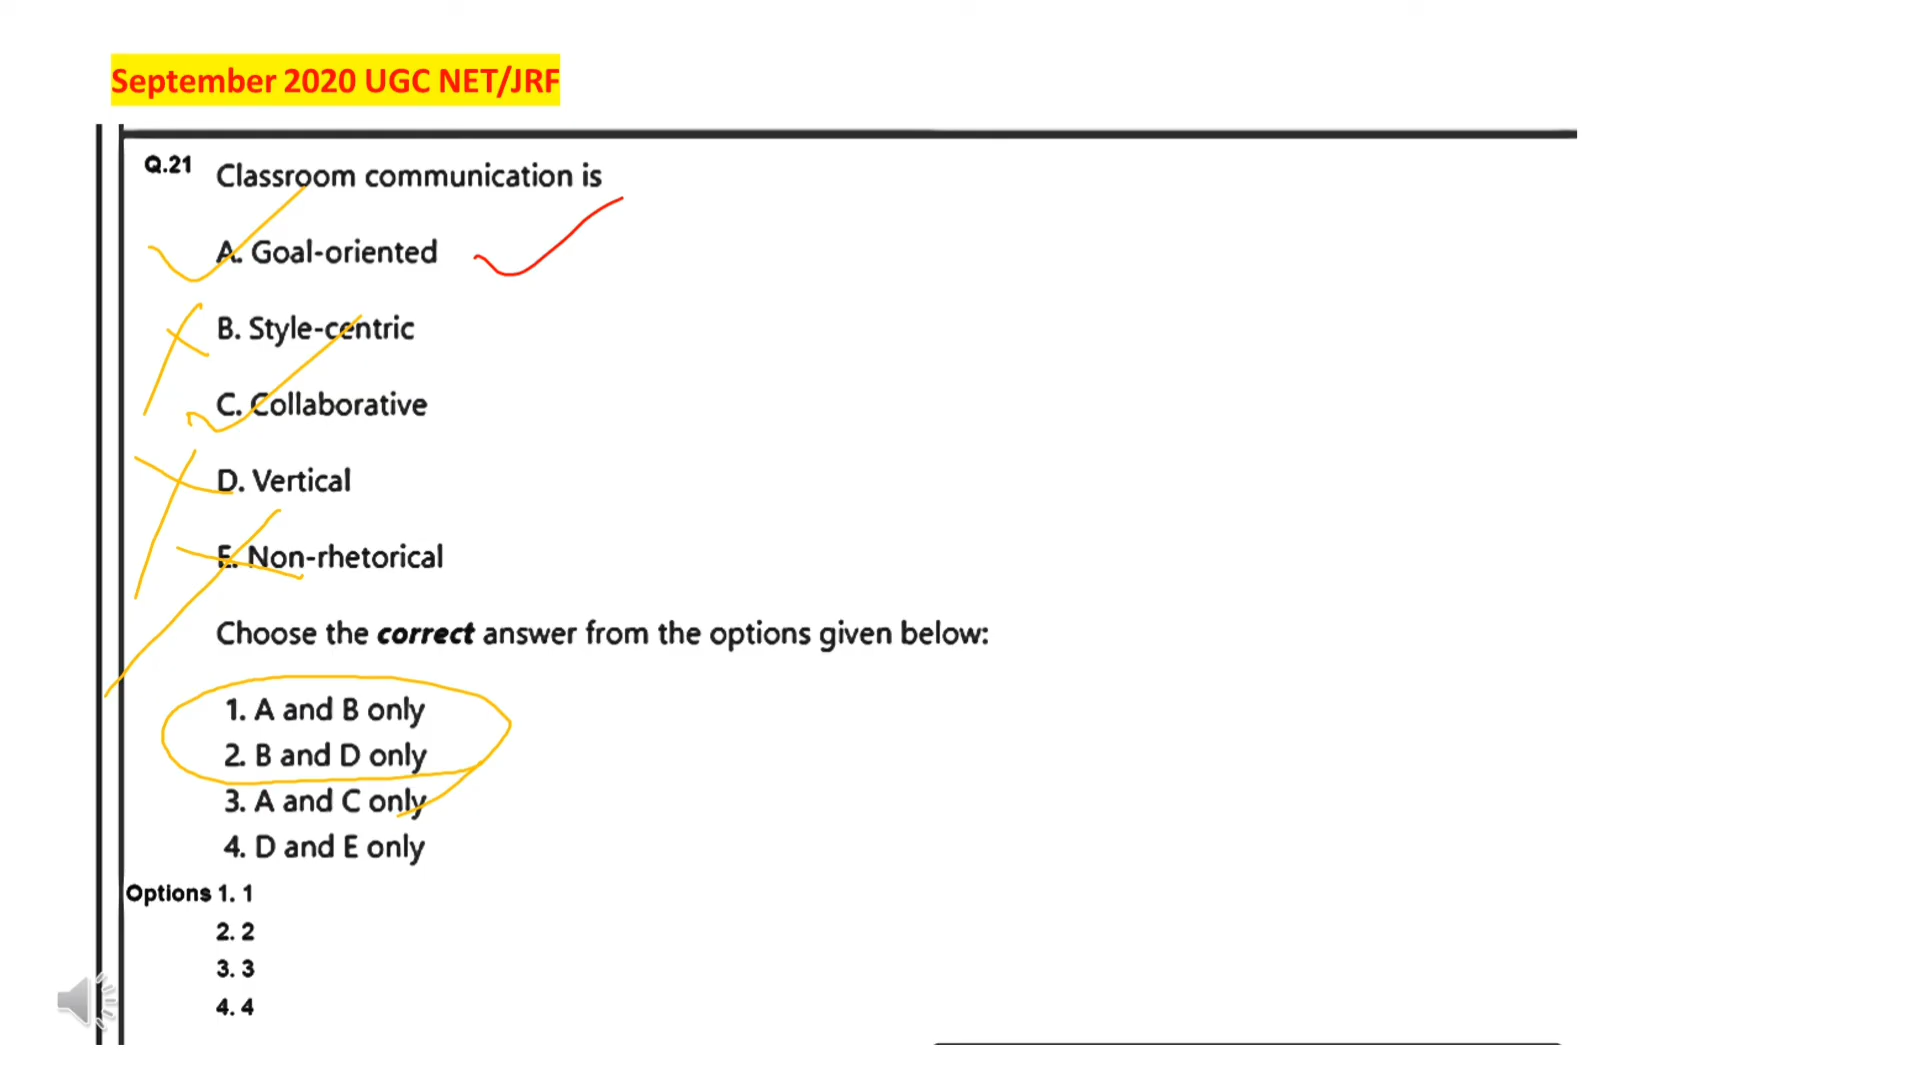 September 2020 UGC NET/JRF
Q.21 Classroom communication is
A. Goal-oriented
B. Style-centric
C. Collaborative
D. Vertical
E. Non-rhetorical
Choose the correct answer from the options given below:
1. A and B only
2. B and D only
3. A and C only
4. D and E only
Options 1. 1
2. 2
3. 3
4. 4